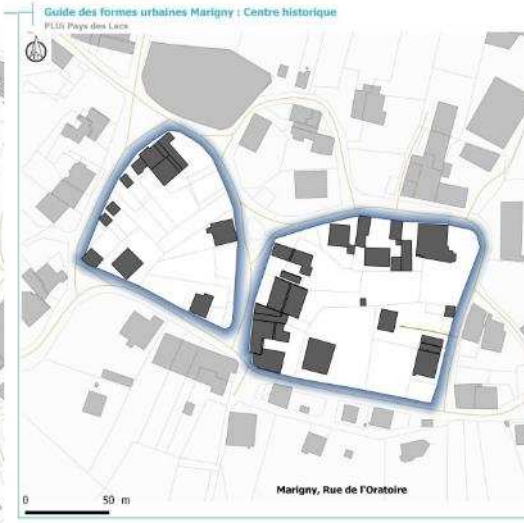 Guide des formes urbaines Marigny : Centre historique
PLUi Pays des Lacs
Marigny, Rue de l'Oratoire
0 50 m